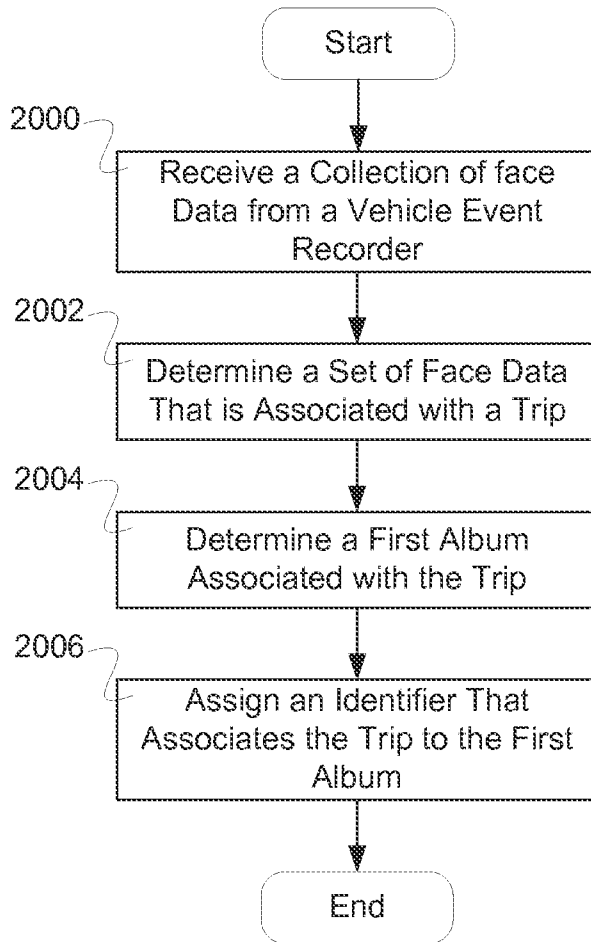 Start
2000
Receive a Collection of face
Data from a Vehicle Event
Recorder
2002
Determine a Set of Face Data
That is Associated with a Trip
2004
Determine a First Album
Associated with the Trip
2006
Assign an Identifier That
Associates the Trip to the First
Album
End